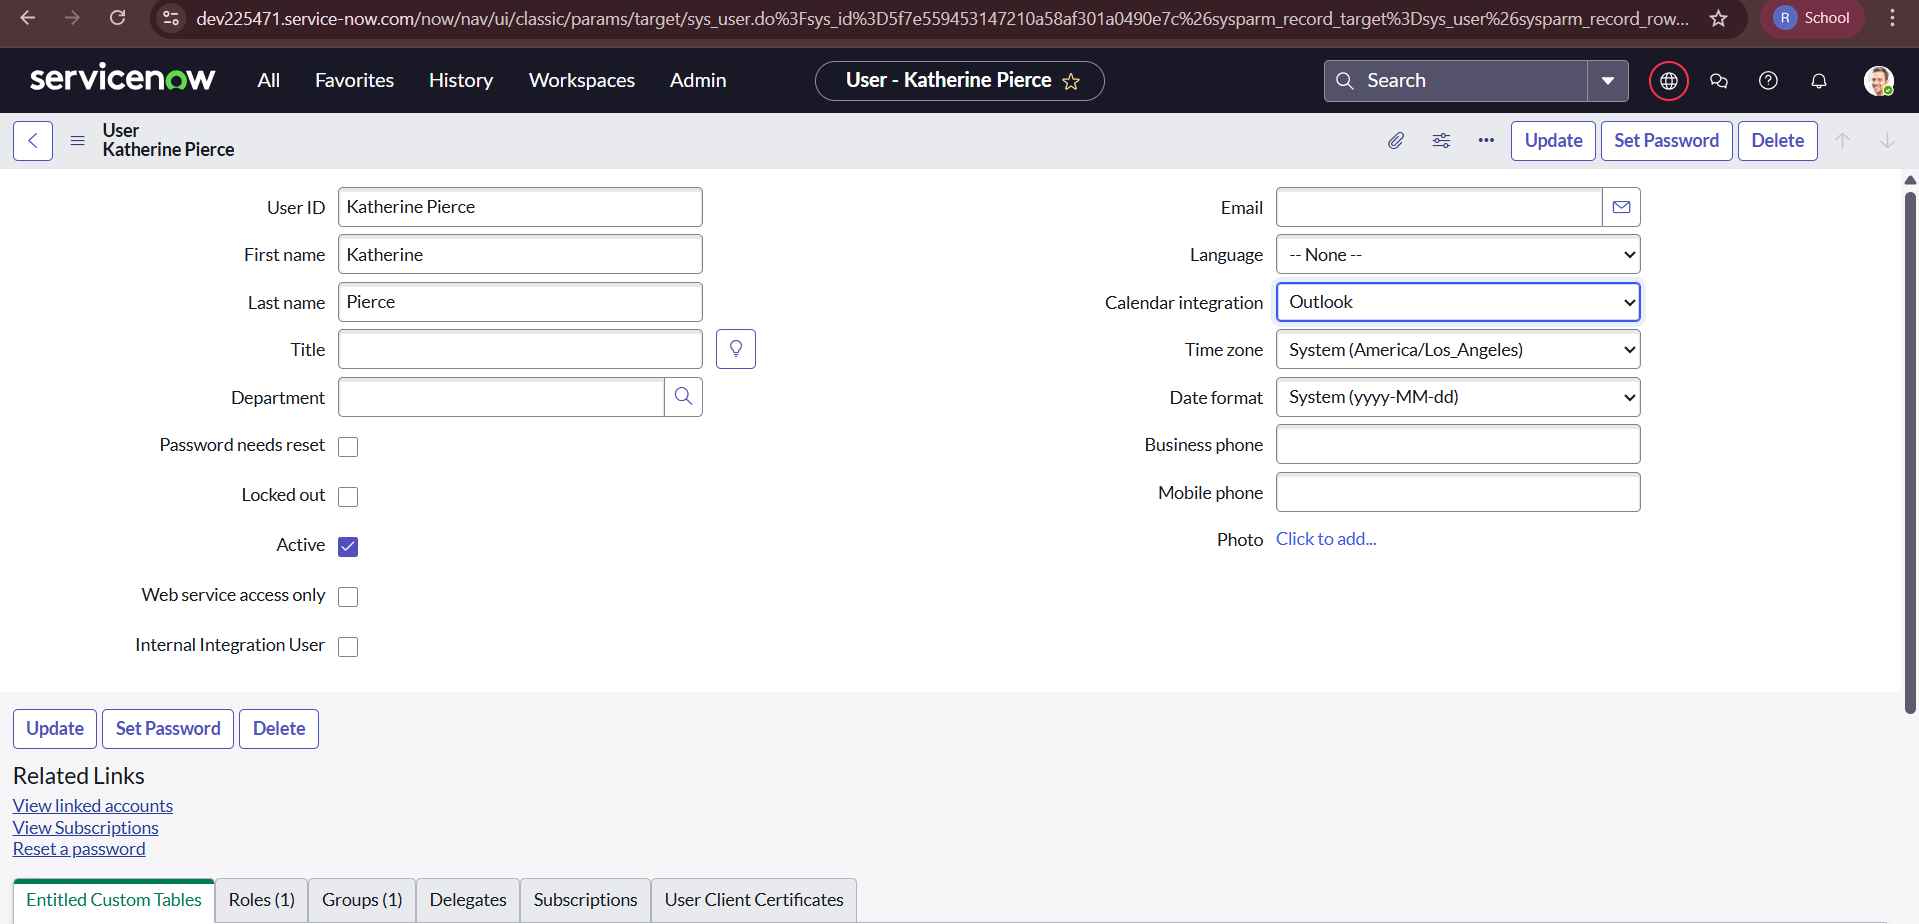 dev225471.service-now.com/now/nav/ui/classic/params/target/sys_user.do%3Fsys_id%3D5f7e559453147210a58af301a0490e7c%26sysparm_record_target%3Dsys_user%26sysparm_record_row...
R School
servicenow All Favorites History Workspaces Admin User - Katherine Pierce Search
User
Katherine Pierce
Update Set Password Delete
User ID Katherine Pierce
First name Katherine
Last name Pierce
Title
Department
Password needs reset
Locked out
Active
Web service access only
Internal Integration User
Email
Language -- None --
Calendar integration Outlook
Time zone System (America/Los_Angeles)
Date format System (yyyy-MM-dd)
Business phone
Mobile phone
Photo Click to add...
Update Set Password Delete
Related Links
View linked accounts
View Subscriptions
Reset a password
Entitled Custom Tables Roles (1) Groups (1) Delegates Subscriptions User Client Certificates